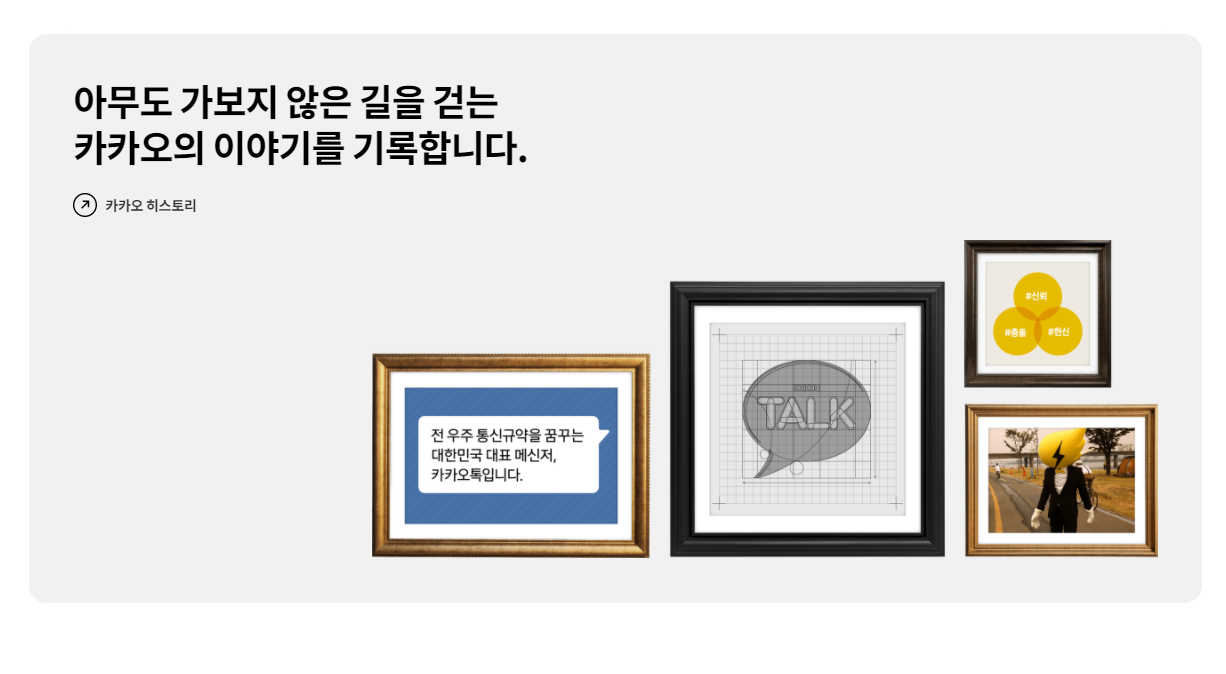 아무도 가보지 않은 길을 걷는
카카오의 이야기를 기록합니다.
카카오 히스토리
전 우주 통신규약을 꿈꾸는
대한민국 대표 메신저,
카카오톡입니다.
TALK
#신뢰
#충돌 #헌신